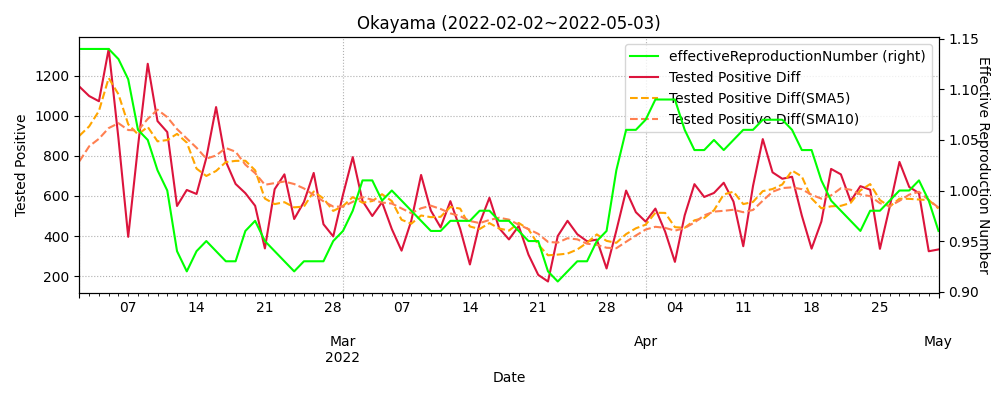 Okayama (2022-02-02~2022-05-03)
effectiveReproductionNumber (right)
Tested Positive Diff
Tested Positive Diff(SMA5)
Tested Positive Diff(SMA10)
Tested Positive
1200
1000
800
600
400
200
1.15
1.10
1.05
1.00
0.95
0.90
Effective Reproduction Number
07 14 21 28 07 14 21 28 04 11 18 25
Mar Apr May
2022
Date